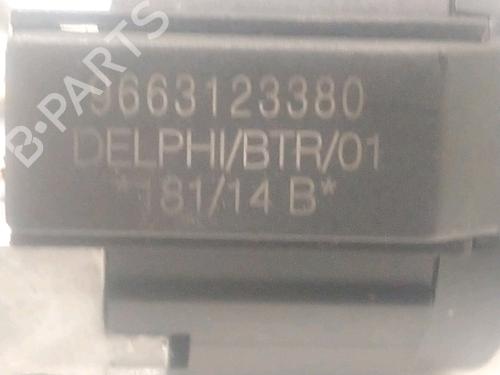 9663123380
DELPHI/BTR/01
*181/14 B*
B-PARTS